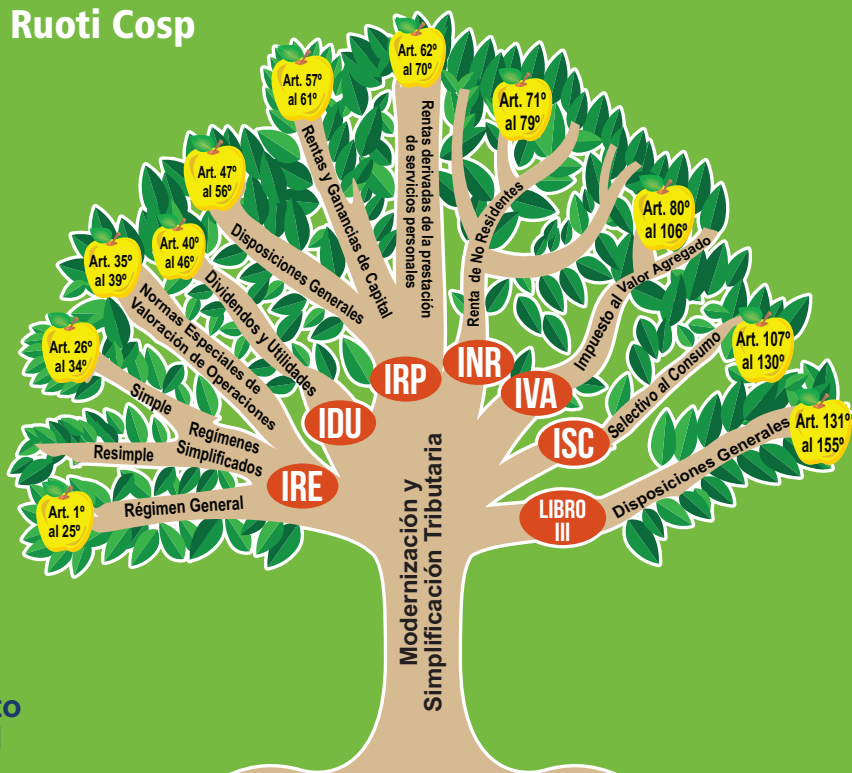 Ruoti Cosp
Art. 62º
al 70º
Art. 57º
al 61º
Art. 71º
al 79º
Art. 47º
al 56º
Art. 80º
al 106º
Art. 40º
al 46º
Art. 35º
al 39º
Art. 26º
al 34º
Art. 107º
al 130º
Art. 131º
al 155º
Art. 1º
al 25º
Rentas y Ganancias de Capital
Rentas derivadas de la prestación
de servicios personales
Renta de No Residentes
Disposiciones Generales
Dividendos y Utilidades
Normas Especiales de
Valoración de Operaciones
Impuesto al Valor Agregado
Selectivo al Consumo
Disposiciones Generales
Simple
Resimple
Regímenes
Simplificados
Régimen General
IRP
INR
IVA
IDU
ISC
IRE
LIBRO
III
Modernización y
Simplificación Tributaria